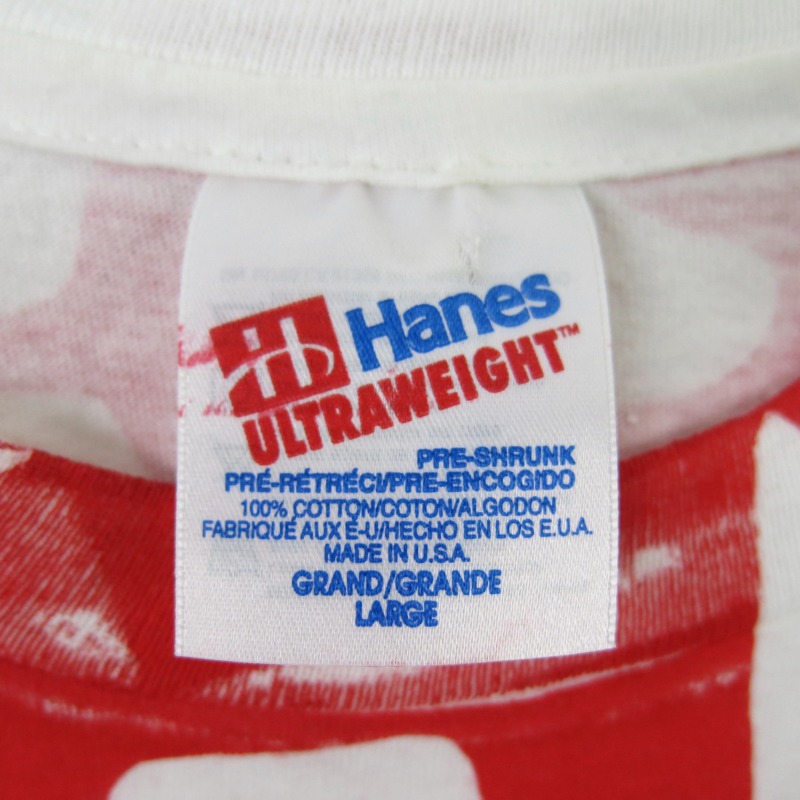 Hanes
ULTRAWEIGHT™
PRE-SHRUNK
PRÉ-RÉTRÉCI/PRE-ENCOGIDO
100% COTTON/COTON/ALGODON
FABRIQUE AUX E-U/HECHO EN LOS E.U.A.
MADE IN U.S.A.
GRAND/GRANDE
LARGE